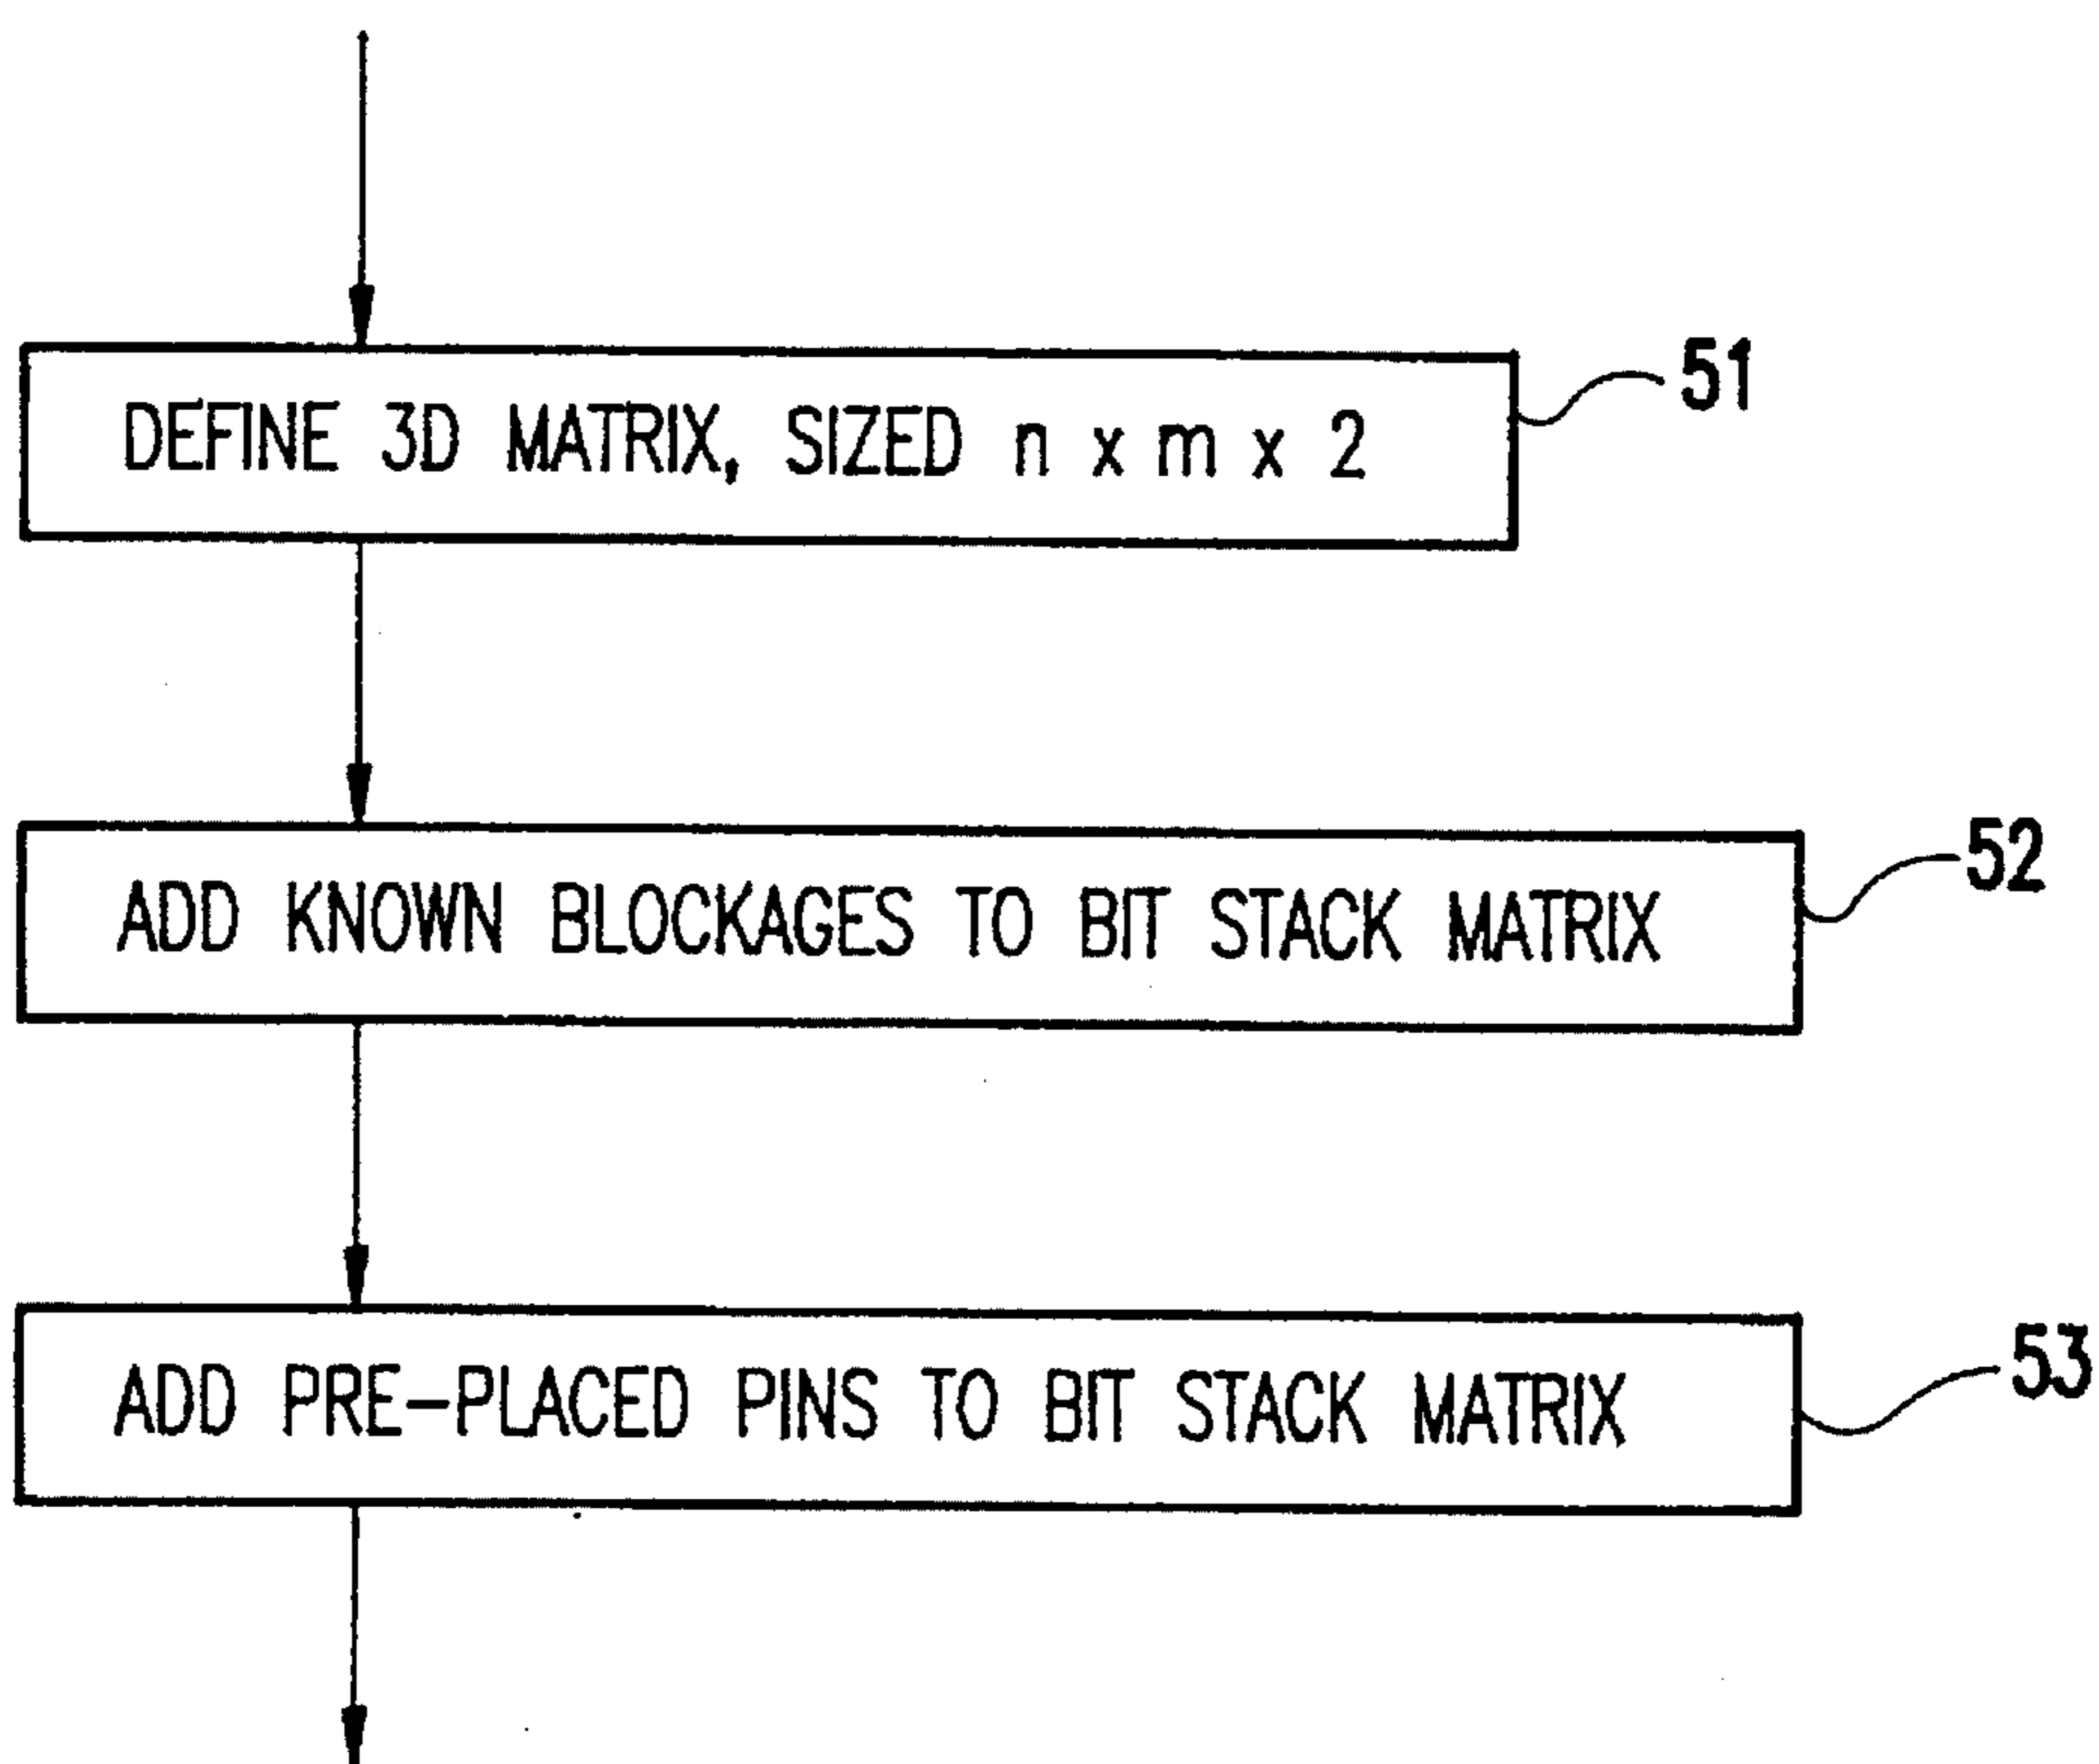 DEFINE 3D MATRIX, SIZED n x m x 2
51
ADD KNOWN BLOCKAGES TO BIT STACK MATRIX
52
ADD PRE-PLACED PINS TO BIT STACK MATRIX
53